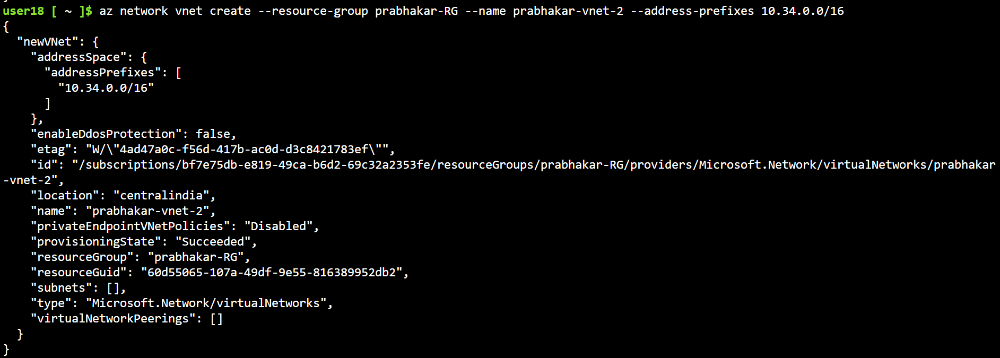 user18 [ ~ ]$ az network vnet create --resource-group prabhakar-RG --name prabhakar-vnet-2 --address-prefixes 10.34.0.0/16
{
  "newVNet": {
    "addressSpace": {
      "addressPrefixes": [
        "10.34.0.0/16"
      ]
    },
    "enableDdosProtection": false,
    "etag": "W/\"4ad47a0c-f56d-417b-ac0d-d3c8421783ef\"",
    "id": "/subscriptions/bf7e75db-e819-49ca-b6d2-69c32a2353fe/resourceGroups/prabhakar-RG/providers/Microsoft.Network/virtualNetworks/prabhakar
-vnet-2",
    "location": "centralindia",
    "name": "prabhakar-vnet-2",
    "privateEndpointVNetPolicies": "Disabled",
    "provisioningState": "Succeeded",
    "resourceGroup": "prabhakar-RG",
    "resourceGuid": "60d55065-107a-49df-9e55-816389952db2",
    "subnets": [],
    "type": "Microsoft.Network/virtualNetworks",
    "virtualNetworkPeerings": []
  }
}